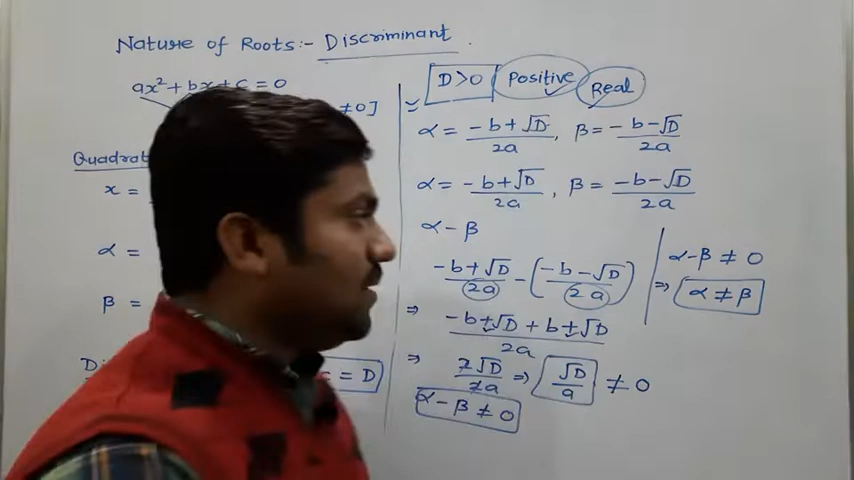 Nature of Roots:- Discriminant.
ax² + bx + c = 0
≠0]
Quadrat
x =
α =
β =
D
c = D
D>0 Positive Real
α = -b+√D / 2a , β = -b-√D / 2a
α = -b+√D / 2a , β = -b-√D / 2a
α - β
-b+√D / 2a - (-b-√D / 2a)
⇒ -b+√D + b+√D / 2a
⇒ 2√D / 2a ⇒ √D / a ≠ 0
α - β ≠ 0
α-β ≠ 0
⇒ α ≠ β